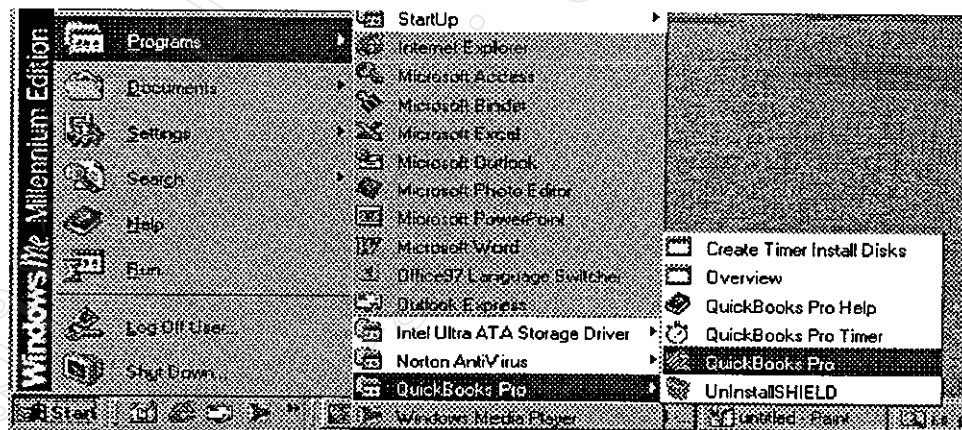 Windows Me Millennium Edition
Programs
Documents
Settings
Search
Help
Run...
Log Off User...
Shut Down...
Start
StartUp
Internet Explorer
Microsoft Access
Microsoft Binder
Microsoft Excel
Microsoft Outlook
Microsoft Photo Editor
Microsoft PowerPoint
Microsoft Word
Office97 Language Switcher
Outlook Express
Intel Ultra ATA Storage Driver
Norton AntiVirus
QuickBooks Pro
Windows Media Player
Create Timer Install Disks
Overview
QuickBooks Pro Help
QuickBooks Pro Timer
QuickBooks Pro
UnInstallSHIELD
untitled - Paint